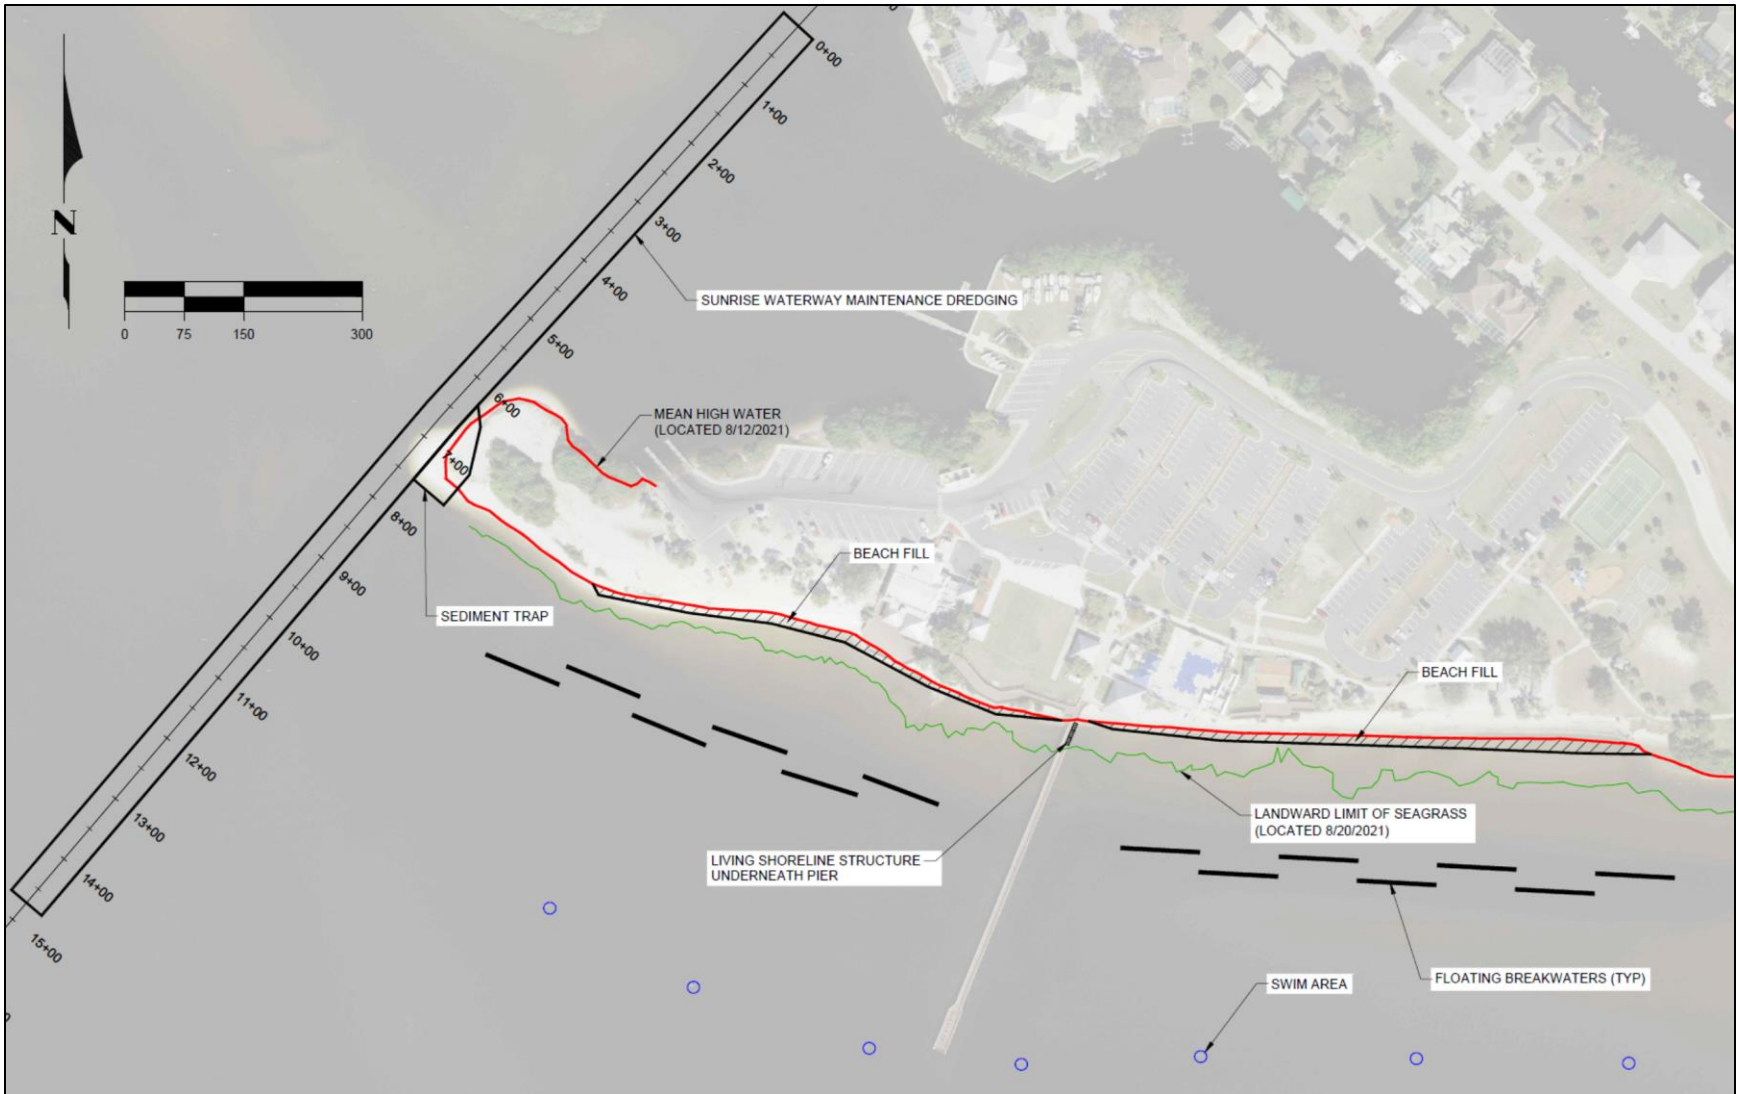 0+00
1+00
2+00
3+00
N
4+00
SUNRISE WATERWAY MAINTENANCE DREDGING
0 75 150 300
5+00
6+00
MEAN HIGH WATER
(LOCATED 8/12/2021)
7+00
8+00
BEACH FILL
9+00
SEDIMENT TRAP
10+00
BEACH FILL
11+00
12+00
LANDWARD LIMIT OF SEAGRASS
(LOCATED 8/20/2021)
13+00
LIVING SHORELINE STRUCTURE
UNDERNEATH PIER
14+00
15+00
FLOATING BREAKWATERS (TYP)
SWIM AREA